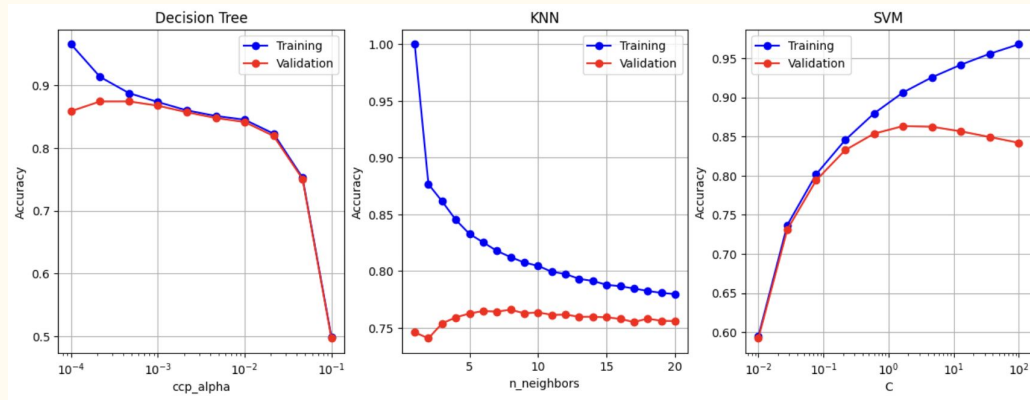 Decision Tree
Training
Validation
Accuracy
0.9
0.8
0.7
0.6
0.5
10⁻⁴
10⁻³
10⁻²
10⁻¹
ccp_alpha
KNN
Training
Validation
Accuracy
1.00
0.95
0.90
0.85
0.80
0.75
5
10
15
20
n_neighbors
SVM
Training
Validation
Accuracy
0.95
0.90
0.85
0.80
0.75
0.70
0.65
0.60
10⁻²
10⁻¹
10⁰
10¹
10²
C